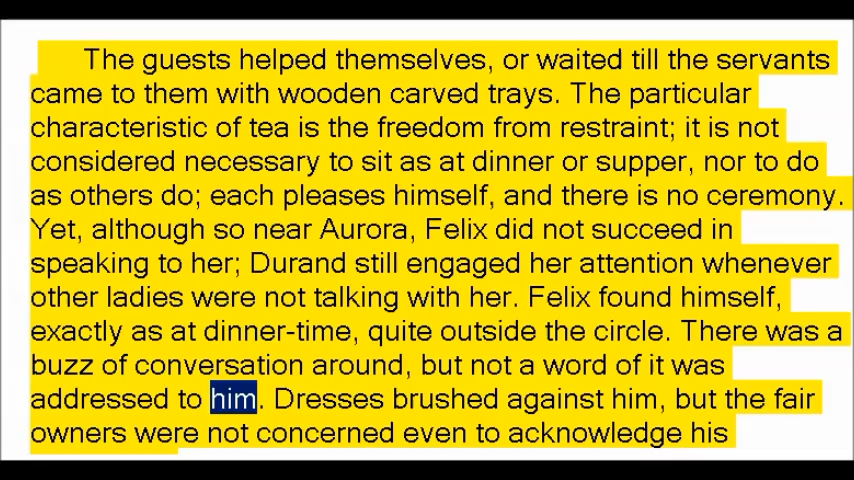 The guests helped themselves, or waited till the servants
came to them with wooden carved trays. The particular
characteristic of tea is the freedom from restraint; it is not
considered necessary to sit as at dinner or supper, nor to do
as others do; each pleases himself, and there is no ceremony.
Yet, although so near Aurora, Felix did not succeed in
speaking to her; Durand still engaged her attention whenever
other ladies were not talking with her. Felix found himself,
exactly as at dinner-time, quite outside the circle. There was a
buzz of conversation around, but not a word of it was
addressed to him. Dresses brushed against him, but the fair
owners were not concerned even to acknowledge his